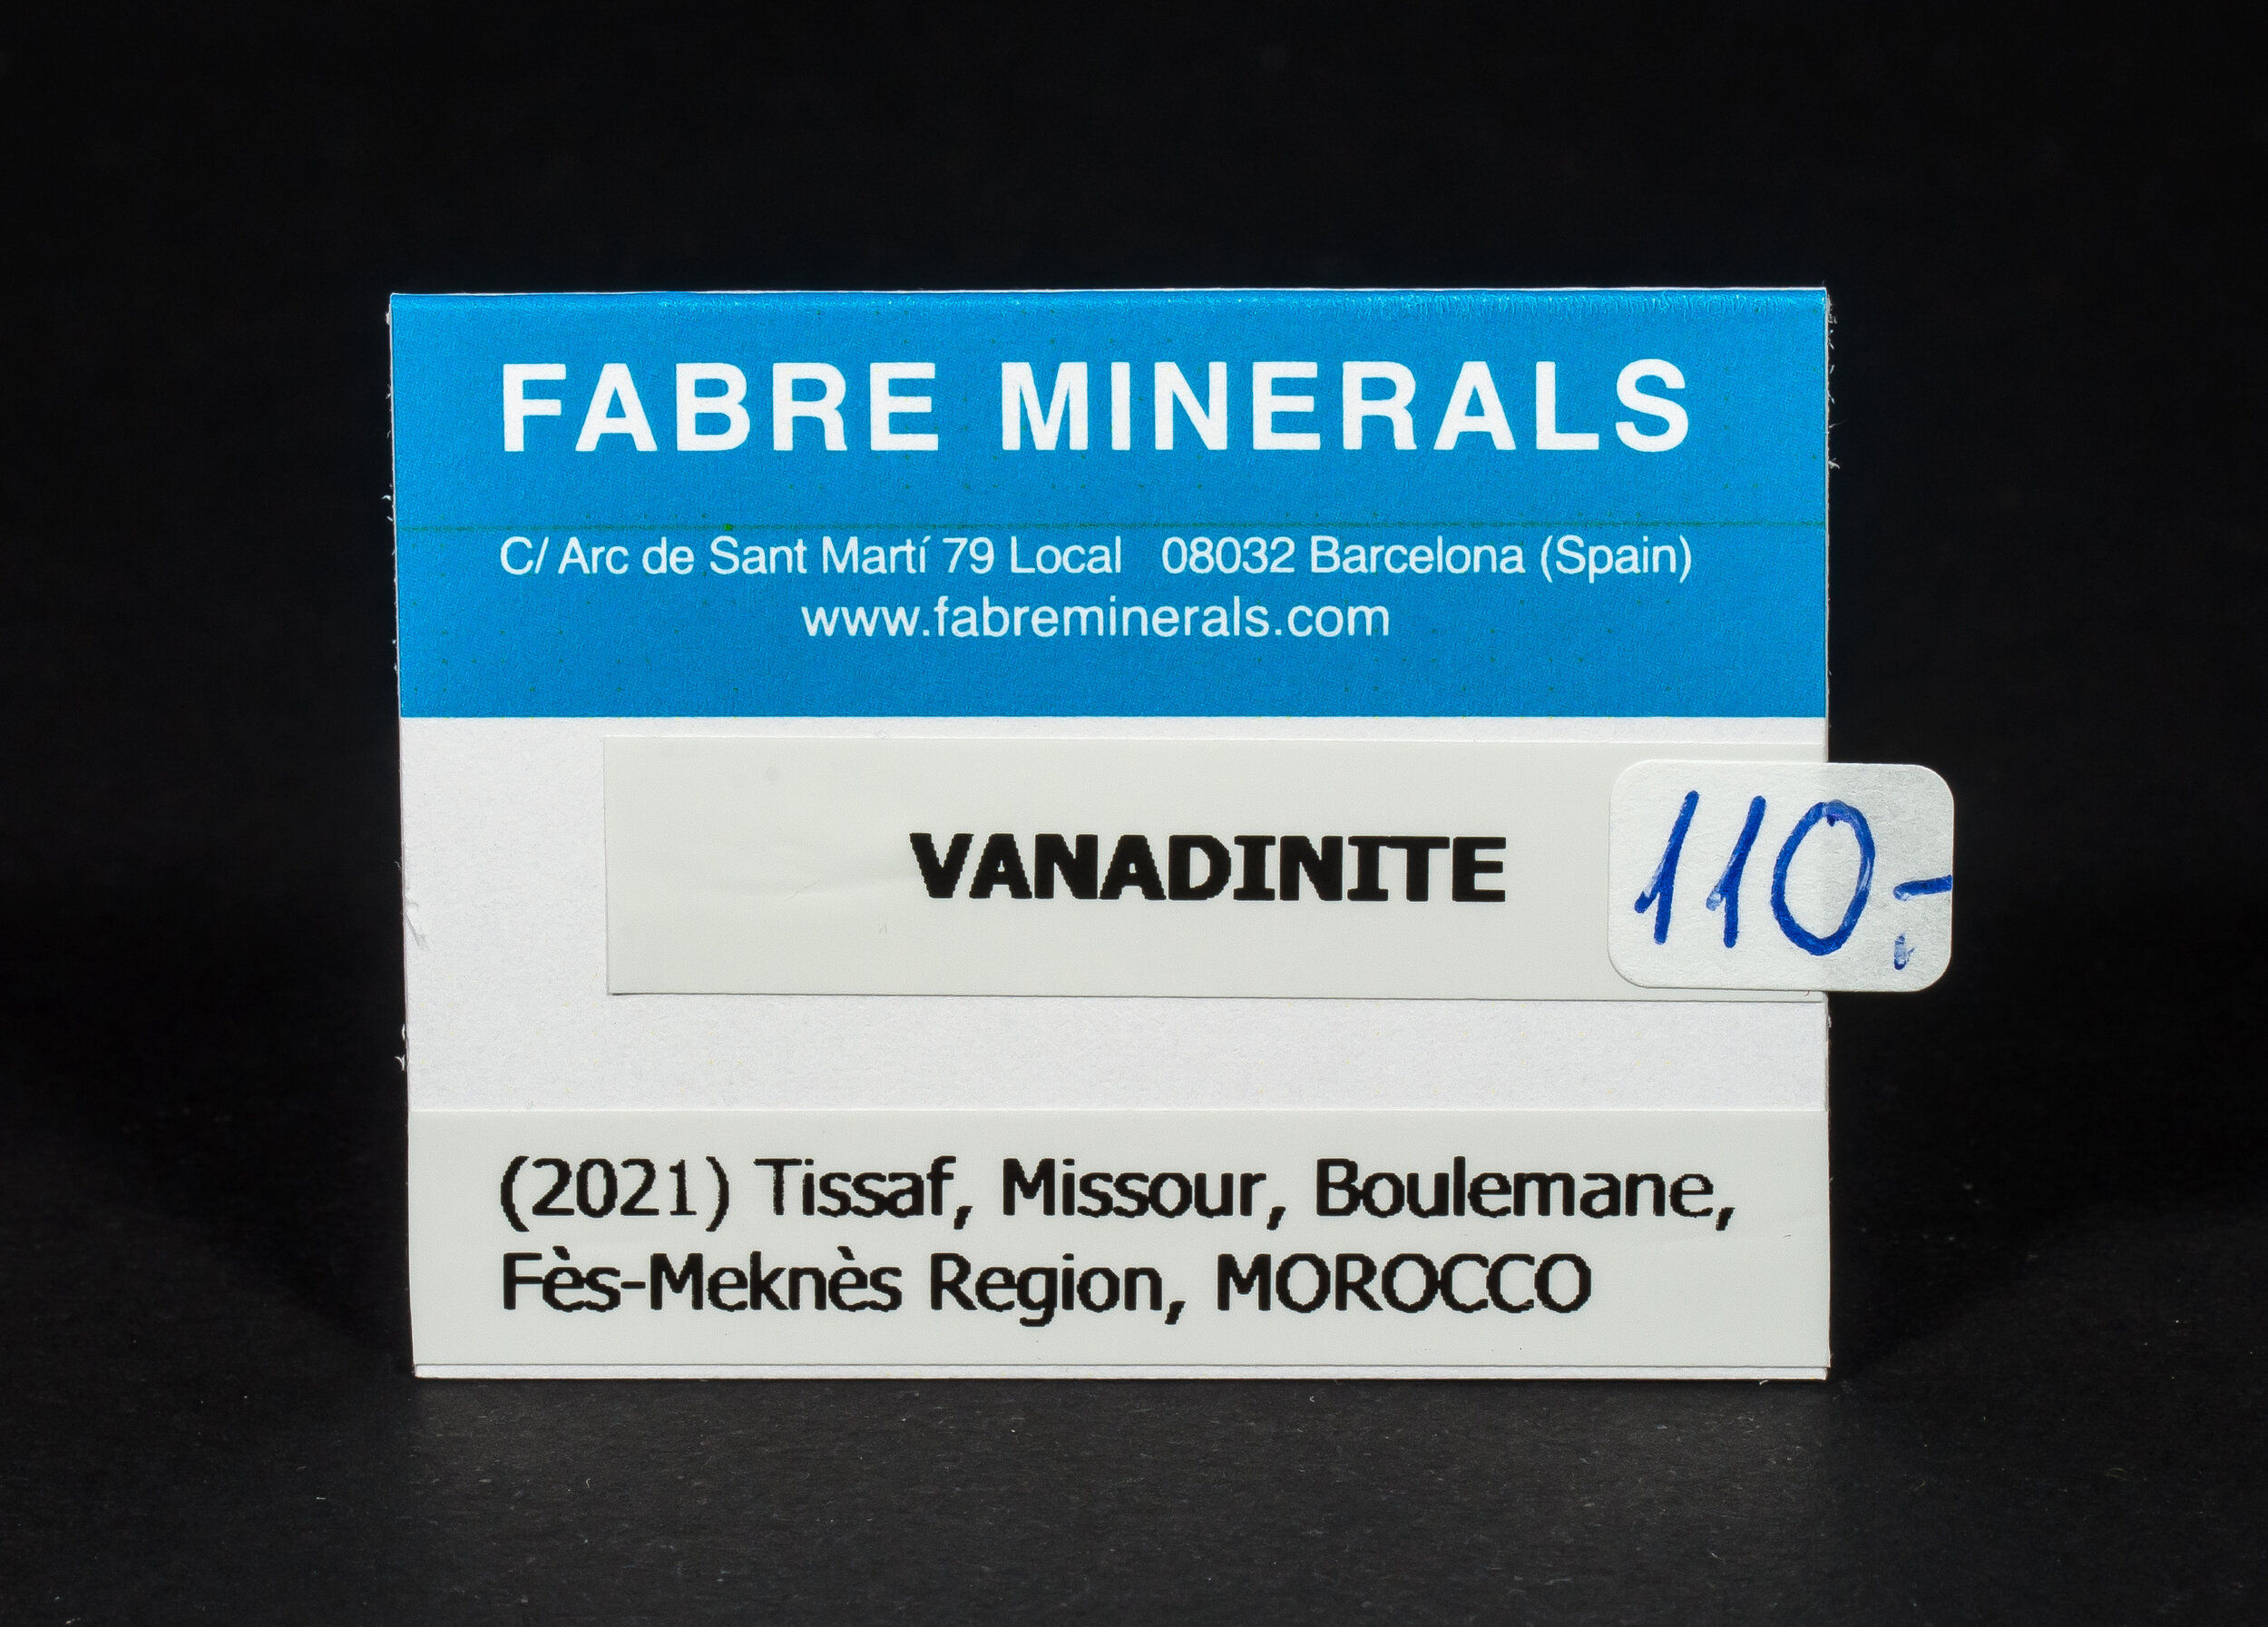 FABRE MINERALS
C/ Arc de Sant Martí 79 Local 08032 Barcelona (Spain)
www.fabreminerals.com
VANADINITE
110.-
(2021) Tissaf, Missour, Boulemane,
Fès-Meknès Region, MOROCCO